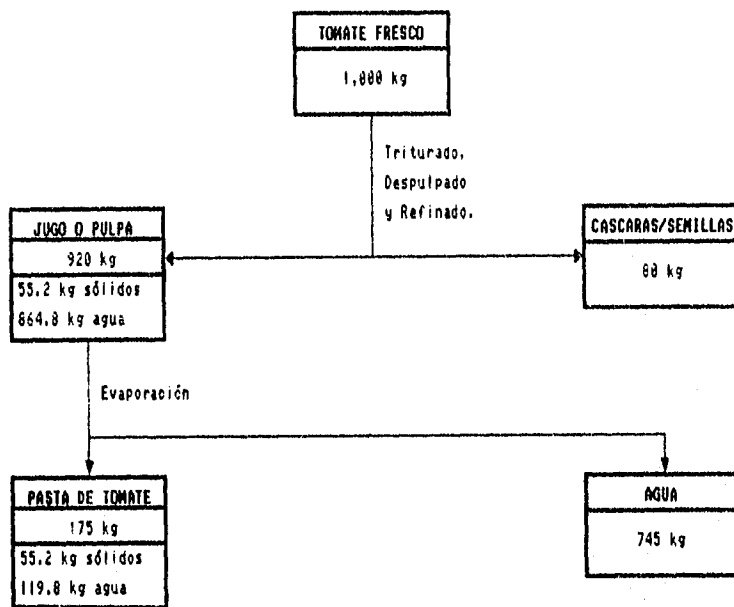 TOMATE FRESCO
1,000 kg
Triturado,
Despulpado
y Refinado.
JUGO O PULPA
920 kg
55.2 kg sólidos
864.8 kg agua
CASCARAS/SEMILLAS
80 kg
Evaporación
PASTA DE TOMATE
175 kg
55.2 kg sólidos
119.8 kg agua
AGUA
745 kg